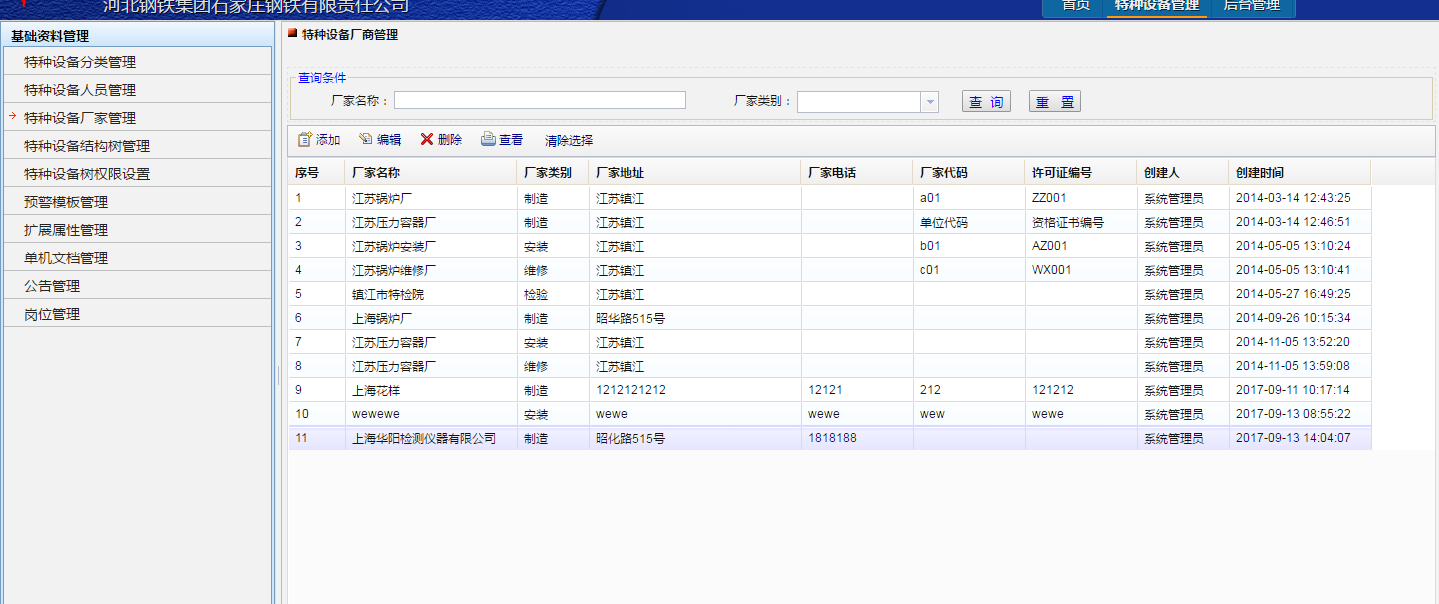 河北钢铁集团石家庄钢铁有限责任公司
首页 特种设备管理 后台管理
基础资料管理
特种设备分类管理
特种设备人员管理
特种设备厂家管理
特种设备结构树管理
特种设备树权限设置
预警模板管理
扩展属性管理
单机文档管理
公告管理
岗位管理
特种设备厂商管理
查询条件
厂家名称： 厂家类别： 查 询 重 置
添加 编辑 删除 查看 清除选择
序号 厂家名称 厂家类别 厂家地址 厂家电话 厂家代码 许可证编号 创建人 创建时间
1 江苏锅炉厂 制造 江苏镇江 a01 ZZ001 系统管理员 2014-03-14 12:43:25
2 江苏压力容器厂 制造 江苏镇江 单位代码 资格证书编号 系统管理员 2014-03-14 12:46:51
3 江苏锅炉安装厂 安装 江苏镇江 b01 AZ001 系统管理员 2014-05-05 13:10:24
4 江苏锅炉维修厂 维修 江苏镇江 c01 WX001 系统管理员 2014-05-05 13:10:41
5 镇江市特检院 检验 江苏镇江 系统管理员 2014-05-27 16:49:25
6 上海锅炉厂 制造 昭华路515号 系统管理员 2014-09-26 10:15:34
7 江苏压力容器厂 安装 江苏镇江 系统管理员 2014-11-05 13:52:20
8 江苏压力容器厂 维修 江苏镇江 系统管理员 2014-11-05 13:59:08
9 上海花样 制造 1212121212 12121 212 121212 系统管理员 2017-09-11 10:17:14
10 wewewe 安装 wewe wewe wew wewe 系统管理员 2017-09-13 08:55:22
11 上海华阳检测仪器有限公司 制造 昭化路515号 1818188 系统管理员 2017-09-13 14:04:07